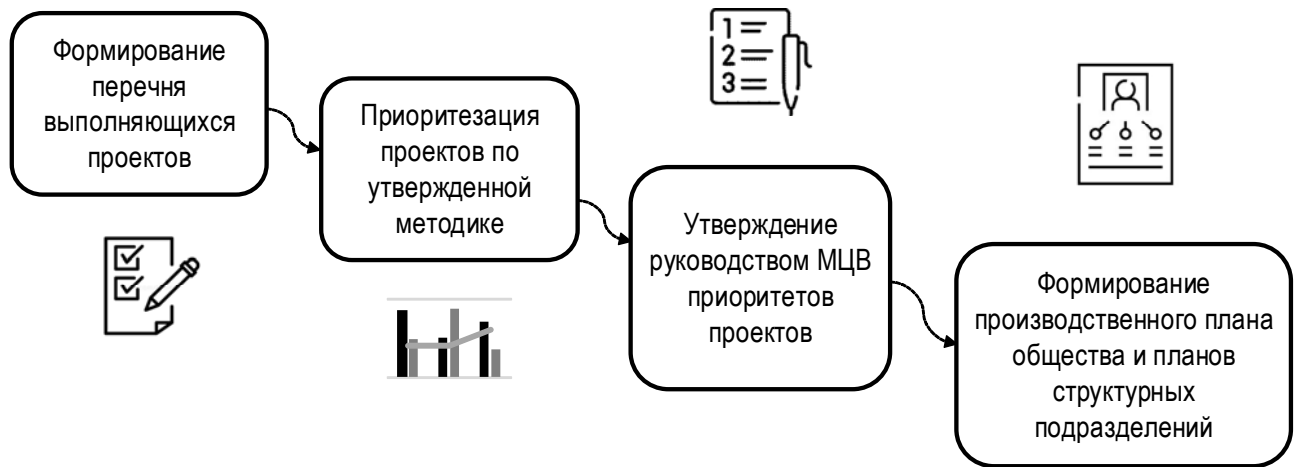 Формирование
перечня
выполняющихся
проектов
Приоритезация
проектов по
утвержденной
методике
1
2
3
Утверждение
руководством МЦВ
приоритетов
проектов
Формирование
производственного плана
общества и планов
структурных
подразделений